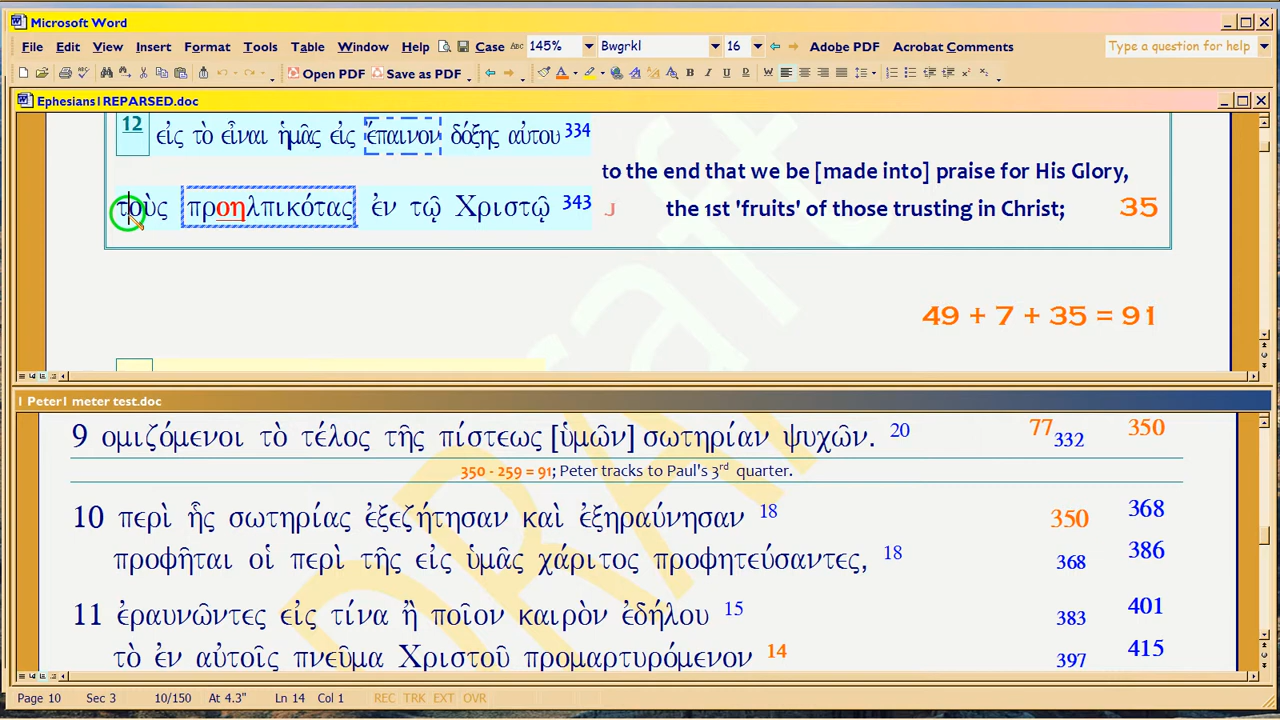 Microsoft Word
File Edit View Insert Format Tools Table Window Help Case 145% Bwgrkl 16 Adobe PDF Acrobat Comments Type a question for help
Open PDF Save as PDF B I U D W
Ephesians1REPARSED.doc
12 εἰς τὸ εἶναι ἡμᾶς εἰς ἔπαινον δόξης αὐτου 334
to the end that we be [made into] praise for His Glory,
τοὺς προηλπικότας ἐν τῷ Χριστῷ 343 J the 1st 'fruits' of those trusting in Christ; 35
49 + 7 + 35 = 91
1 Peter1 meter test.doc
9 ομιζόμενοι τὸ τέλος τῆς πίστεως [ὑμῶν] σωτηρίαν ψυχῶν. 20 77 332 350
350 - 259 = 91; Peter tracks to Paul's 3rd quarter.
10 περὶ ἧς σωτηρίας ἐξεζήτησαν καὶ ἐξηραύνησαν 18 350 368
προφῆται οἱ περὶ τῆς εἰς ὑμᾶς χάριτος προφητεύσαντες, 18 368 386
11 ἐραυνῶντες εἰς τίνα ἢ ποῖον καιρὸν ἐδήλου 15 383 401
τὸ ἐν αὐτοῖς πνεῦμα Χριστοῦ προμαρτυρόμενον 14 397 415
DRAFT
Page 10 Sec 3 10/150 At 4.3" Ln 14 Col 1 REC TRK EXT OVR